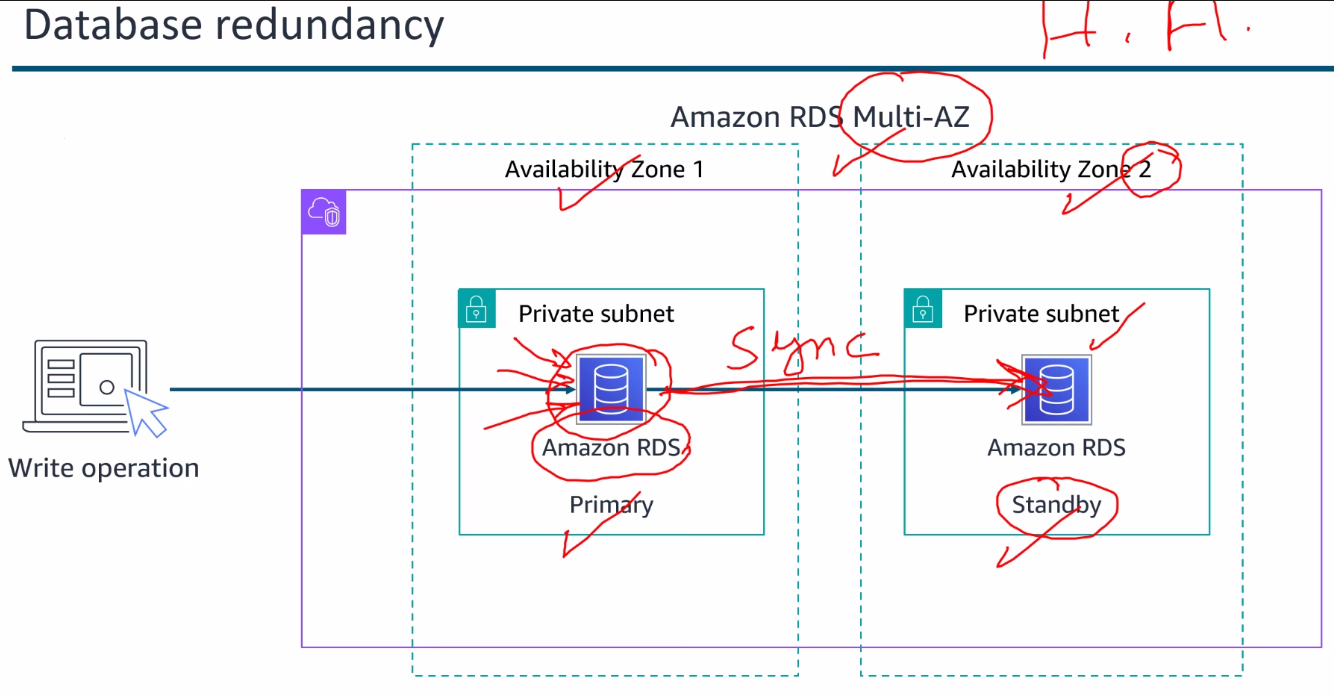 Database redundancy
H.A.
Amazon RDS Multi-AZ
Availability Zone 1
Availability Zone 2
Private subnet
Private subnet
Sync
Write operation
Amazon RDS
Amazon RDS
Primary
Standby